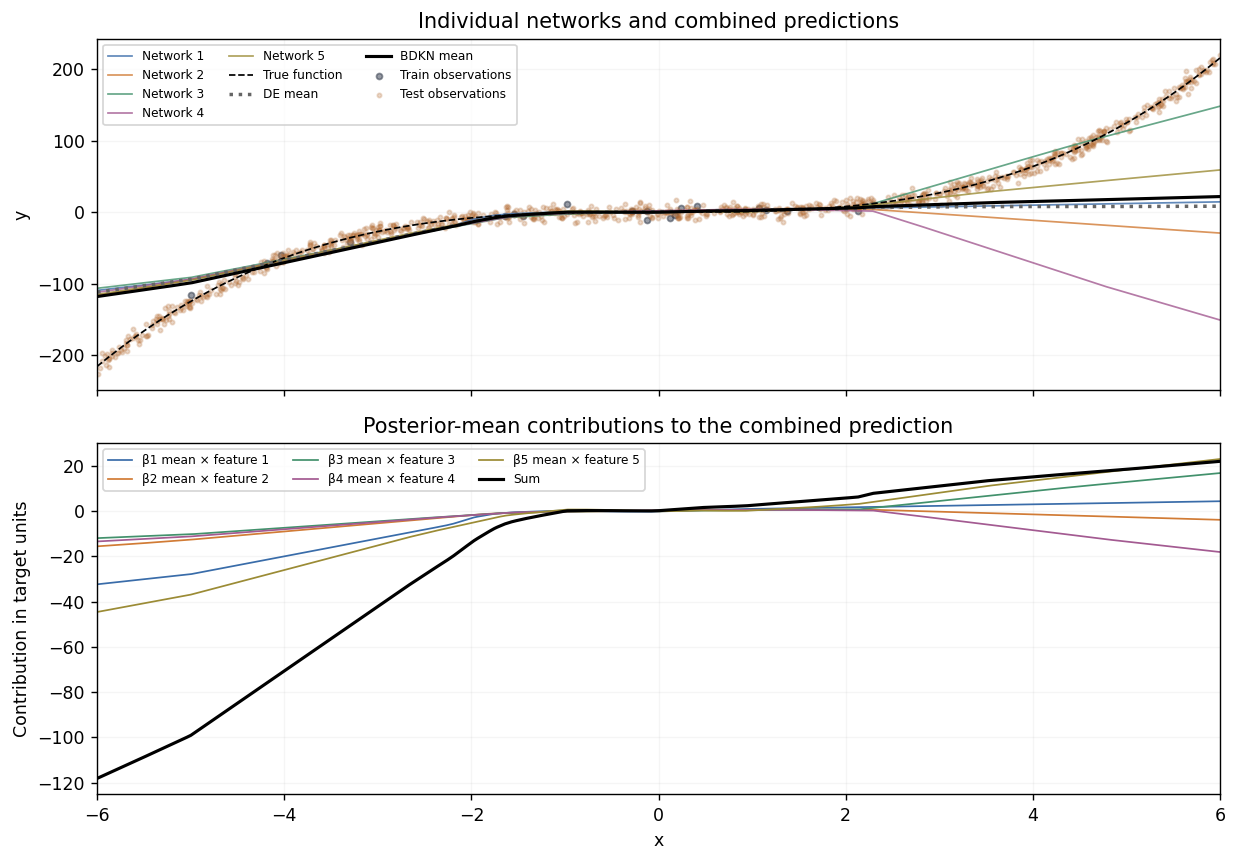 Individual networks and combined predictions
Network 1
Network 2
Network 3
Network 4
Network 5
True function
DE mean
BDKN mean
Train observations
Test observations
200
100
0
−100
−200
y
Posterior-mean contributions to the combined prediction
β1 mean × feature 1
β2 mean × feature 2
β3 mean × feature 3
β4 mean × feature 4
β5 mean × feature 5
Sum
20
0
−20
−40
−60
−80
−100
−120
Contribution in target units
−6
−4
−2
0
2
4
6
x